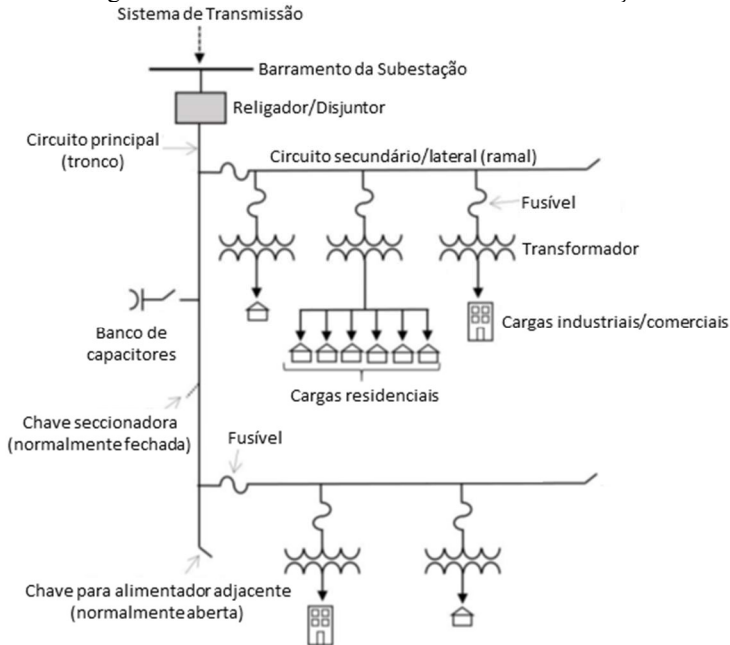 Sistema de Transmissão
Barramento da Subestação
Religador/Disjuntor
Circuito principal
(tronco)
Circuito secundário/lateral (ramal)
Fusível
Transformador
Banco de
capacitores
Cargas industriais/comerciais
Cargas residenciais
Chave seccionadora
(normalmente fechada)
Fusível
Chave para alimentador adjacente
(normalmente aberta)